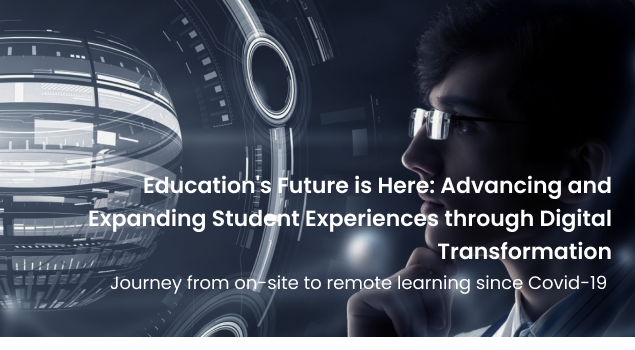 Education's Future is Here: Advancing and
Expanding Student Experiences through Digital
Transformation
Journey from on-site to remote learning since Covid-19